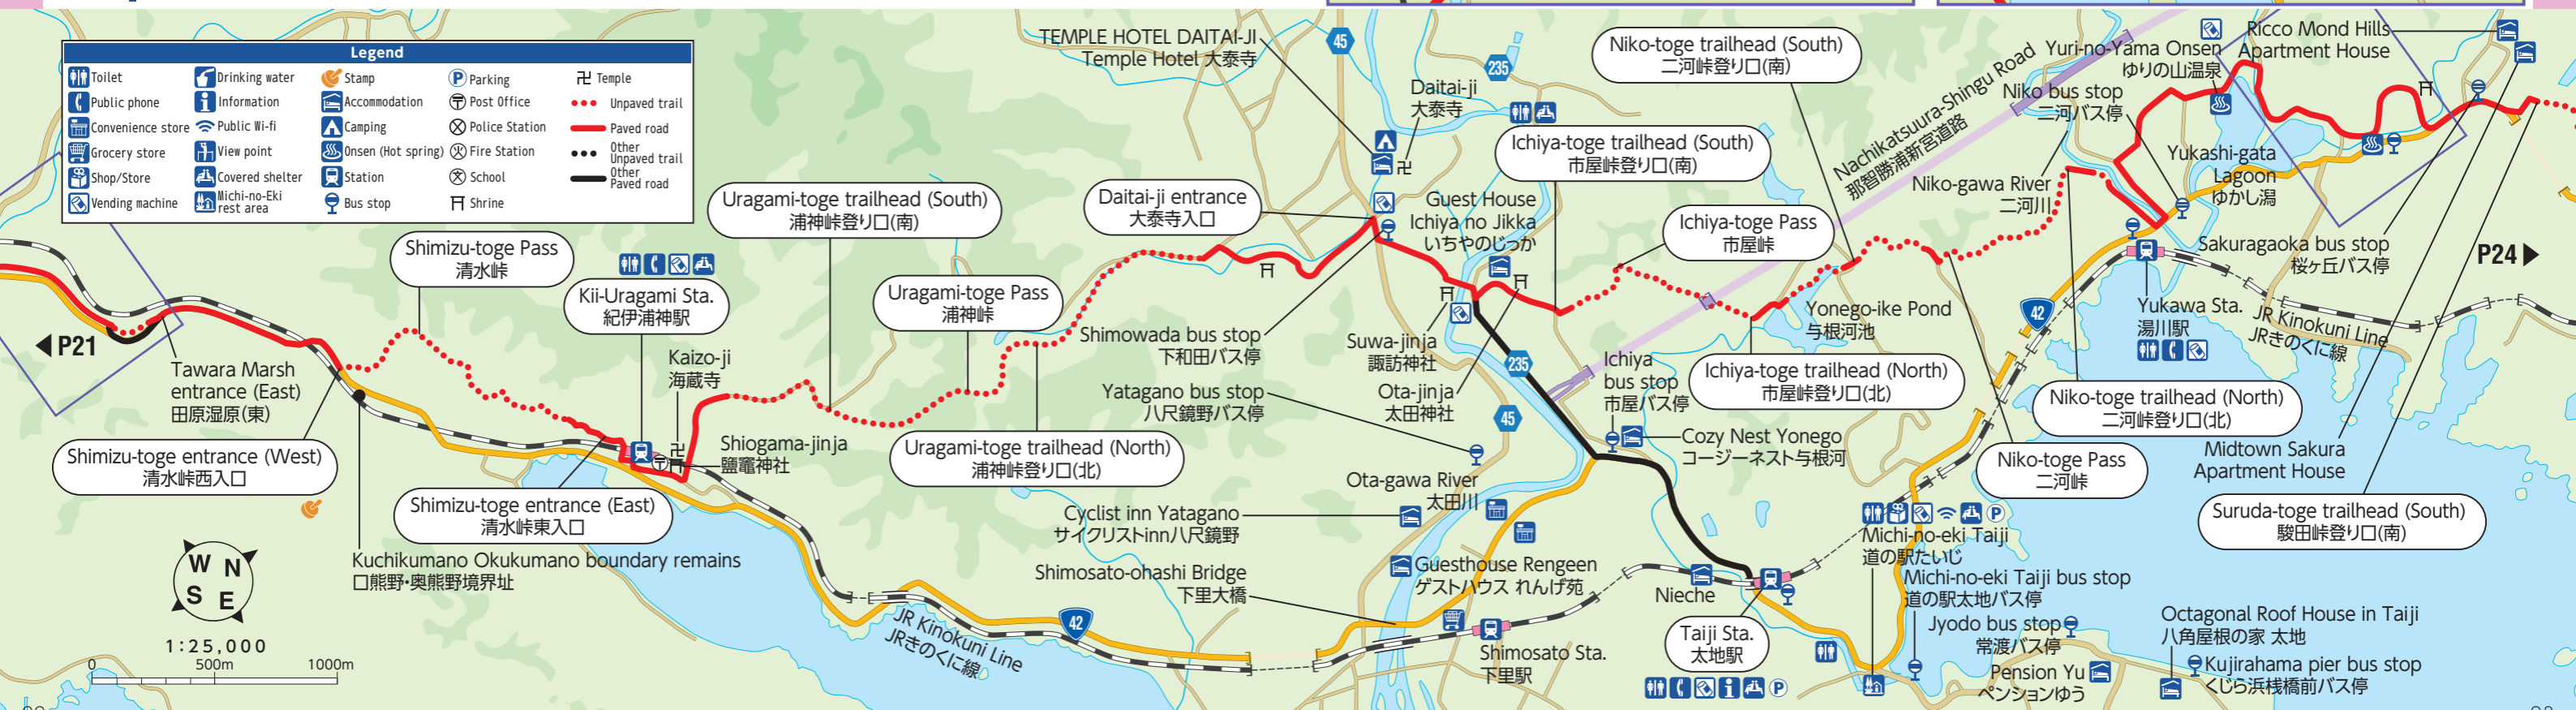 Legend
Toilet
Drinking water
Stamp
Parking
Temple
Public phone
Information
Accommodation
Post Office
Unpaved trail
Convenience store
Public Wi-fi
Camping
Police Station
Paved road
Grocery store
View point
Onsen (Hot spring)
Fire Station
Other
Unpaved trail
Shop/Store
Covered shelter
Station
School
Other
Paved road
Vending machine
Michi-no-Eki
rest area
Bus stop
Shrine
P21
Tawara Marsh
entrance (East)
田原湿原(東)
Shimizu-toge entrance (West)
清水峠西入口
Shimizu-toge Pass
清水峠
Kii-Uragami Sta.
紀伊浦神駅
Kaizo-ji
海蔵寺
Shiogama-jinja
鹽竈神社
Shimizu-toge entrance (East)
清水峠東入口
Kuchikumano Okukumano boundary remains
口熊野・奥熊野境界址
W N
S E
1:25,000
0 500m 1000m
Uragami-toge trailhead (South)
浦神峠登り口(南)
Uragami-toge Pass
浦神峠
Uragami-toge trailhead (North)
浦神峠登り口(北)
Daitai-ji entrance
大泰寺入口
TEMPLE HOTEL DAITAI-JI
Temple Hotel 大泰寺
45
235
Daitai-ji
大泰寺
Guest House
Ichiya no Jikka
いちやのじっか
Shimowada bus stop
下和田バス停
Yatagano bus stop
八尺鏡野バス停
Suwa-jinja
諏訪神社
Ota-jinja
太田神社
235
45
Ota-gawa River
太田川
Cyclist inn Yatagano
サイクリストinn八尺鏡野
Shimosato-ohashi Bridge
下里大橋
Guesthouse Rengeen
ゲストハウス れんげ苑
JR Kinokuni Line
JRきのくに線
42
Shimosato Sta.
下里駅
Ichiya-toge trailhead (South)
市屋峠登り口(南)
Ichiya-toge Pass
市屋峠
Ichiya-toge trailhead (North)
市屋峠登り口(北)
Ichiya
bus stop
市屋バス停
Cozy Nest Yonego
コージーネスト与根河
Nieche
Taiji Sta.
太地駅
Niko-toge trailhead (South)
二河峠登り口(南)
Nachikatsuura-Shingu Road
那智勝浦新宮道路
Yonego-ike Pond
与根河池
Niko-gawa River
二河川
Niko bus stop
二河バス停
Yuri-no-Yama Onsen
ゆりの山温泉
Ricco Mond Hills
Apartment House
Yukashi-gata
Lagoon
ゆかし潟
Sakuragaoka bus stop
桜ヶ丘バス停
P24
42
Yukawa Sta.
湯川駅
JR Kinokuni Line
JRきのくに線
Niko-toge trailhead (North)
二河峠登り口(北)
Niko-toge Pass
二河峠
Midtown Sakura
Apartment House
Suruda-toge trailhead (South)
駿田峠登り口(南)
Michi-no-eki Taiji
道の駅たいじ
Michi-no-eki Taiji bus stop
道の駅太地バス停
Jyodo bus stop
常渡バス停
Pension Yu
ペンションゆう
Octagonal Roof House in Taiji
八角屋根の家 太地
Kujirahama pier bus stop
くじら浜桟橋前バス停